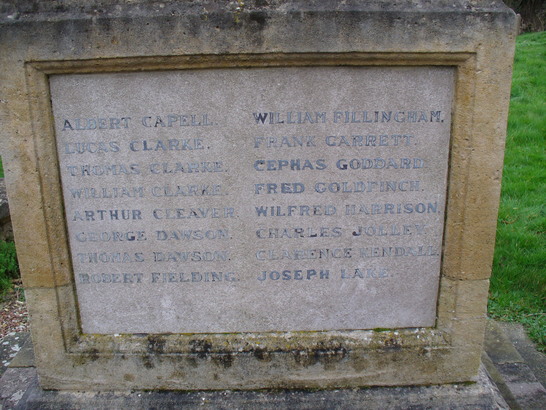 ALBERT CAPELL.
LUCAS CLARKE.
THOMAS CLARKE.
WILLIAM CLARKE.
ARTHUR CLEAVER.
GEORGE DAWSON.
THOMAS DAWSON.
ROBERT FIELDING.
WILLIAM FILLINGHAM.
FRANK GARRETT.
CEPHAS GODDARD.
FRED GOLDFINCH.
WILFRED HARRISON.
CHARLES JOLLEY.
CLARENCE KENDALL.
JOSEPH LAKE.